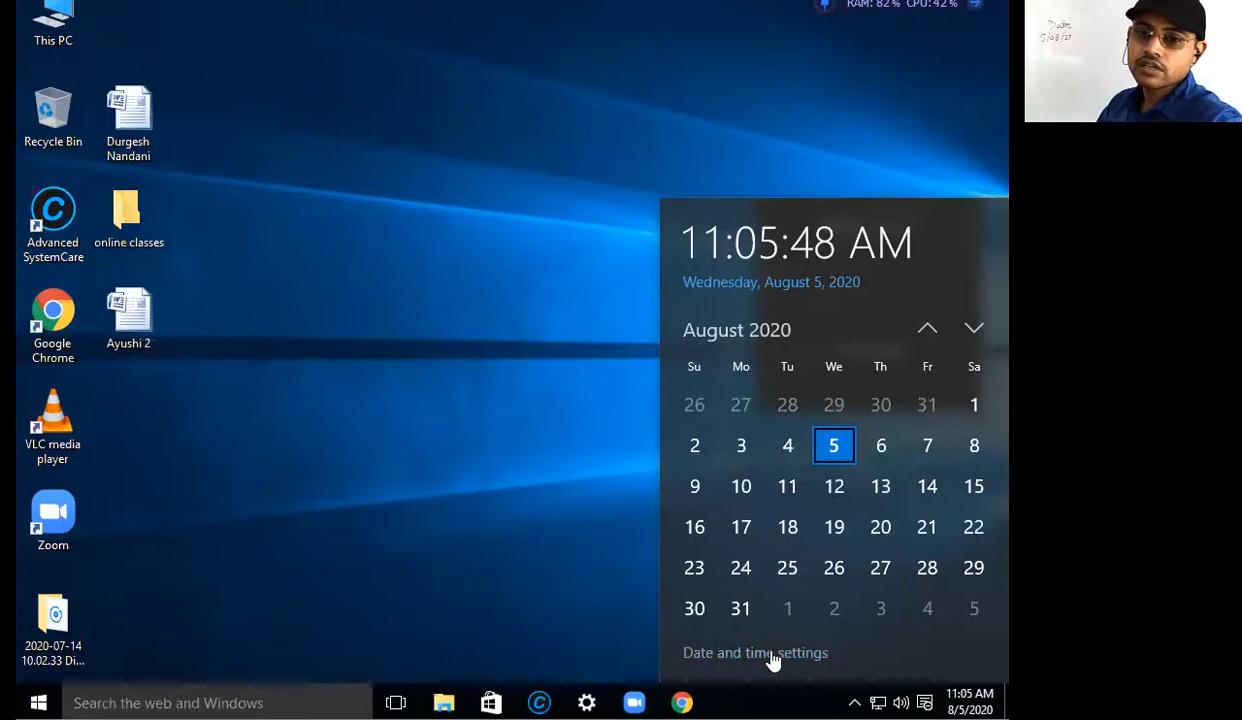 RAM: 82% CPU: 42%
This PC
Recycle Bin
Durgesh
Nandani
Advanced
SystemCare
online classes
Google
Chrome
Ayushi 2
VLC media
player
Zoom
2020-07-14
10.02.33 Di...
11:05:48 AM
Wednesday, August 5, 2020
August 2020
Su Mo Tu We Th Fr Sa
26 27 28 29 30 31 1
2 3 4 5 6 7 8
9 10 11 12 13 14 15
16 17 18 19 20 21 22
23 24 25 26 27 28 29
30 31 1 2 3 4 5
Date and time settings
Search the web and Windows
11:05 AM
8/5/2020
Date